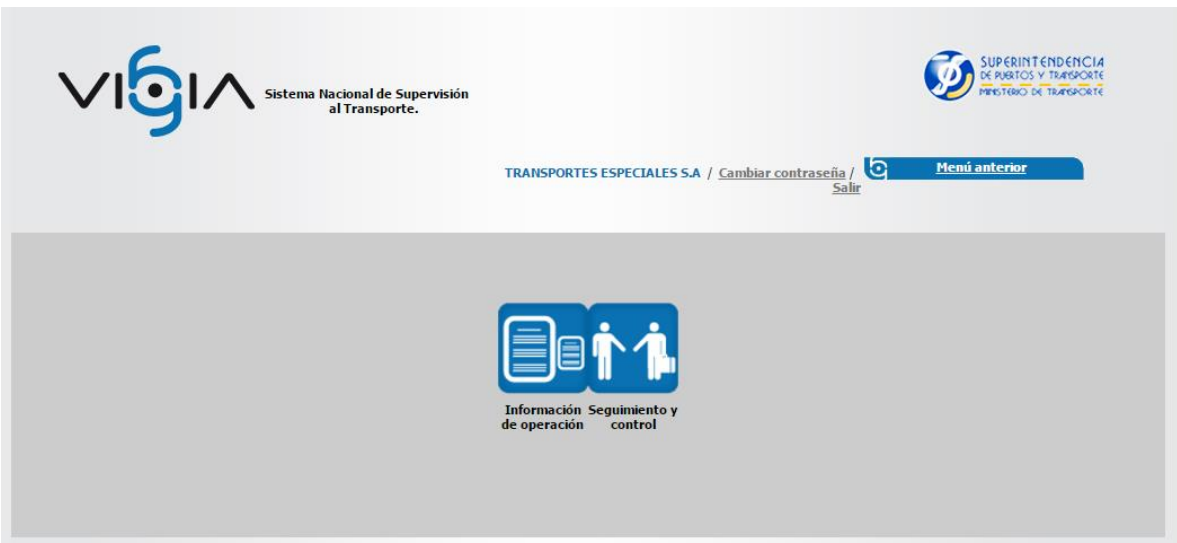 VIGIA
Sistema Nacional de Supervisión
al Transporte.
SUPERINTENDENCIA
DE PUERTOS Y TRANSPORTE
MINISTERIO DE TRANSPORTE
TRANSPORTES ESPECIALES S.A / Cambiar contraseña /
Salir
Menú anterior
Información
de operación
Seguimiento y
control